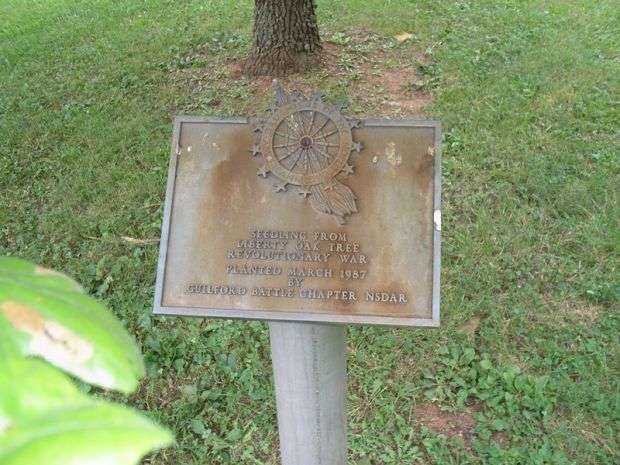 SEEDLING FROM
LIBERTY OAK TREE
REVOLUTIONARY WAR
PLANTED MARCH 1987
BY
GUILFORD BATTLE CHAPTER NSDAR